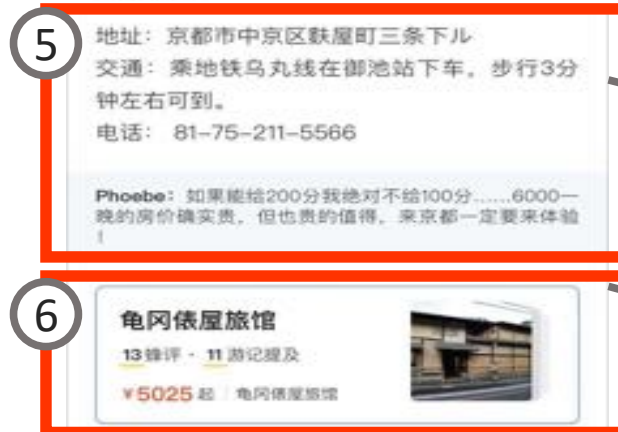 5
地址：京都市中京区麸屋町三条下ル
交通：乘地铁乌丸线在御池站下车，步行3分
钟左右可到。
电话： 81-75-211-5566
Phoebe：如果能给200分我绝对不给100分……6000一
晚的房价确实贵，但也贵的值得，来京都一定要来体验
！
6
龟冈俵屋旅馆
13 蜂评 · 11 游记提及
￥5025 起 龟冈俵屋旅馆